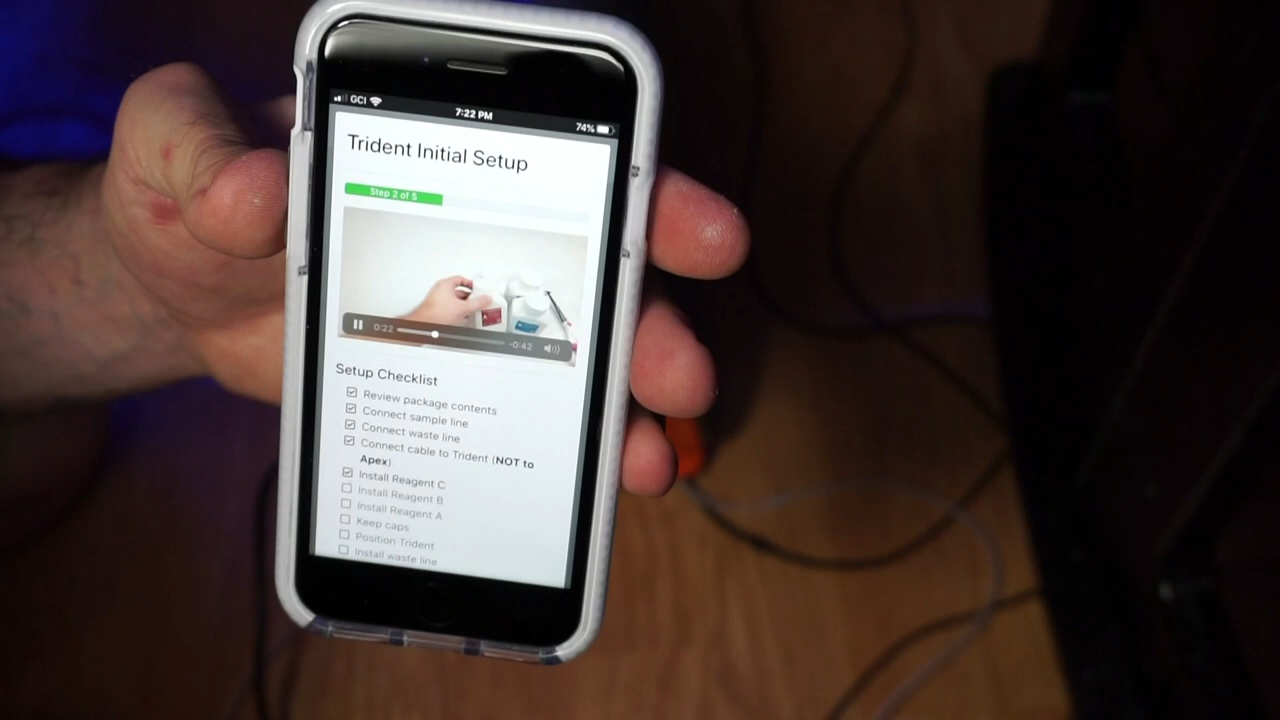 GCI
7:22 PM
74%
Trident Initial Setup
Step 2 of 5
0:22
-0:42
Setup Checklist
Review package contents
Connect sample line
Connect waste line
Connect cable to Trident (NOT to
Apex)
Install Reagent C
Install Reagent B
Install Reagent A
Keep caps
Position Trident
Install waste line